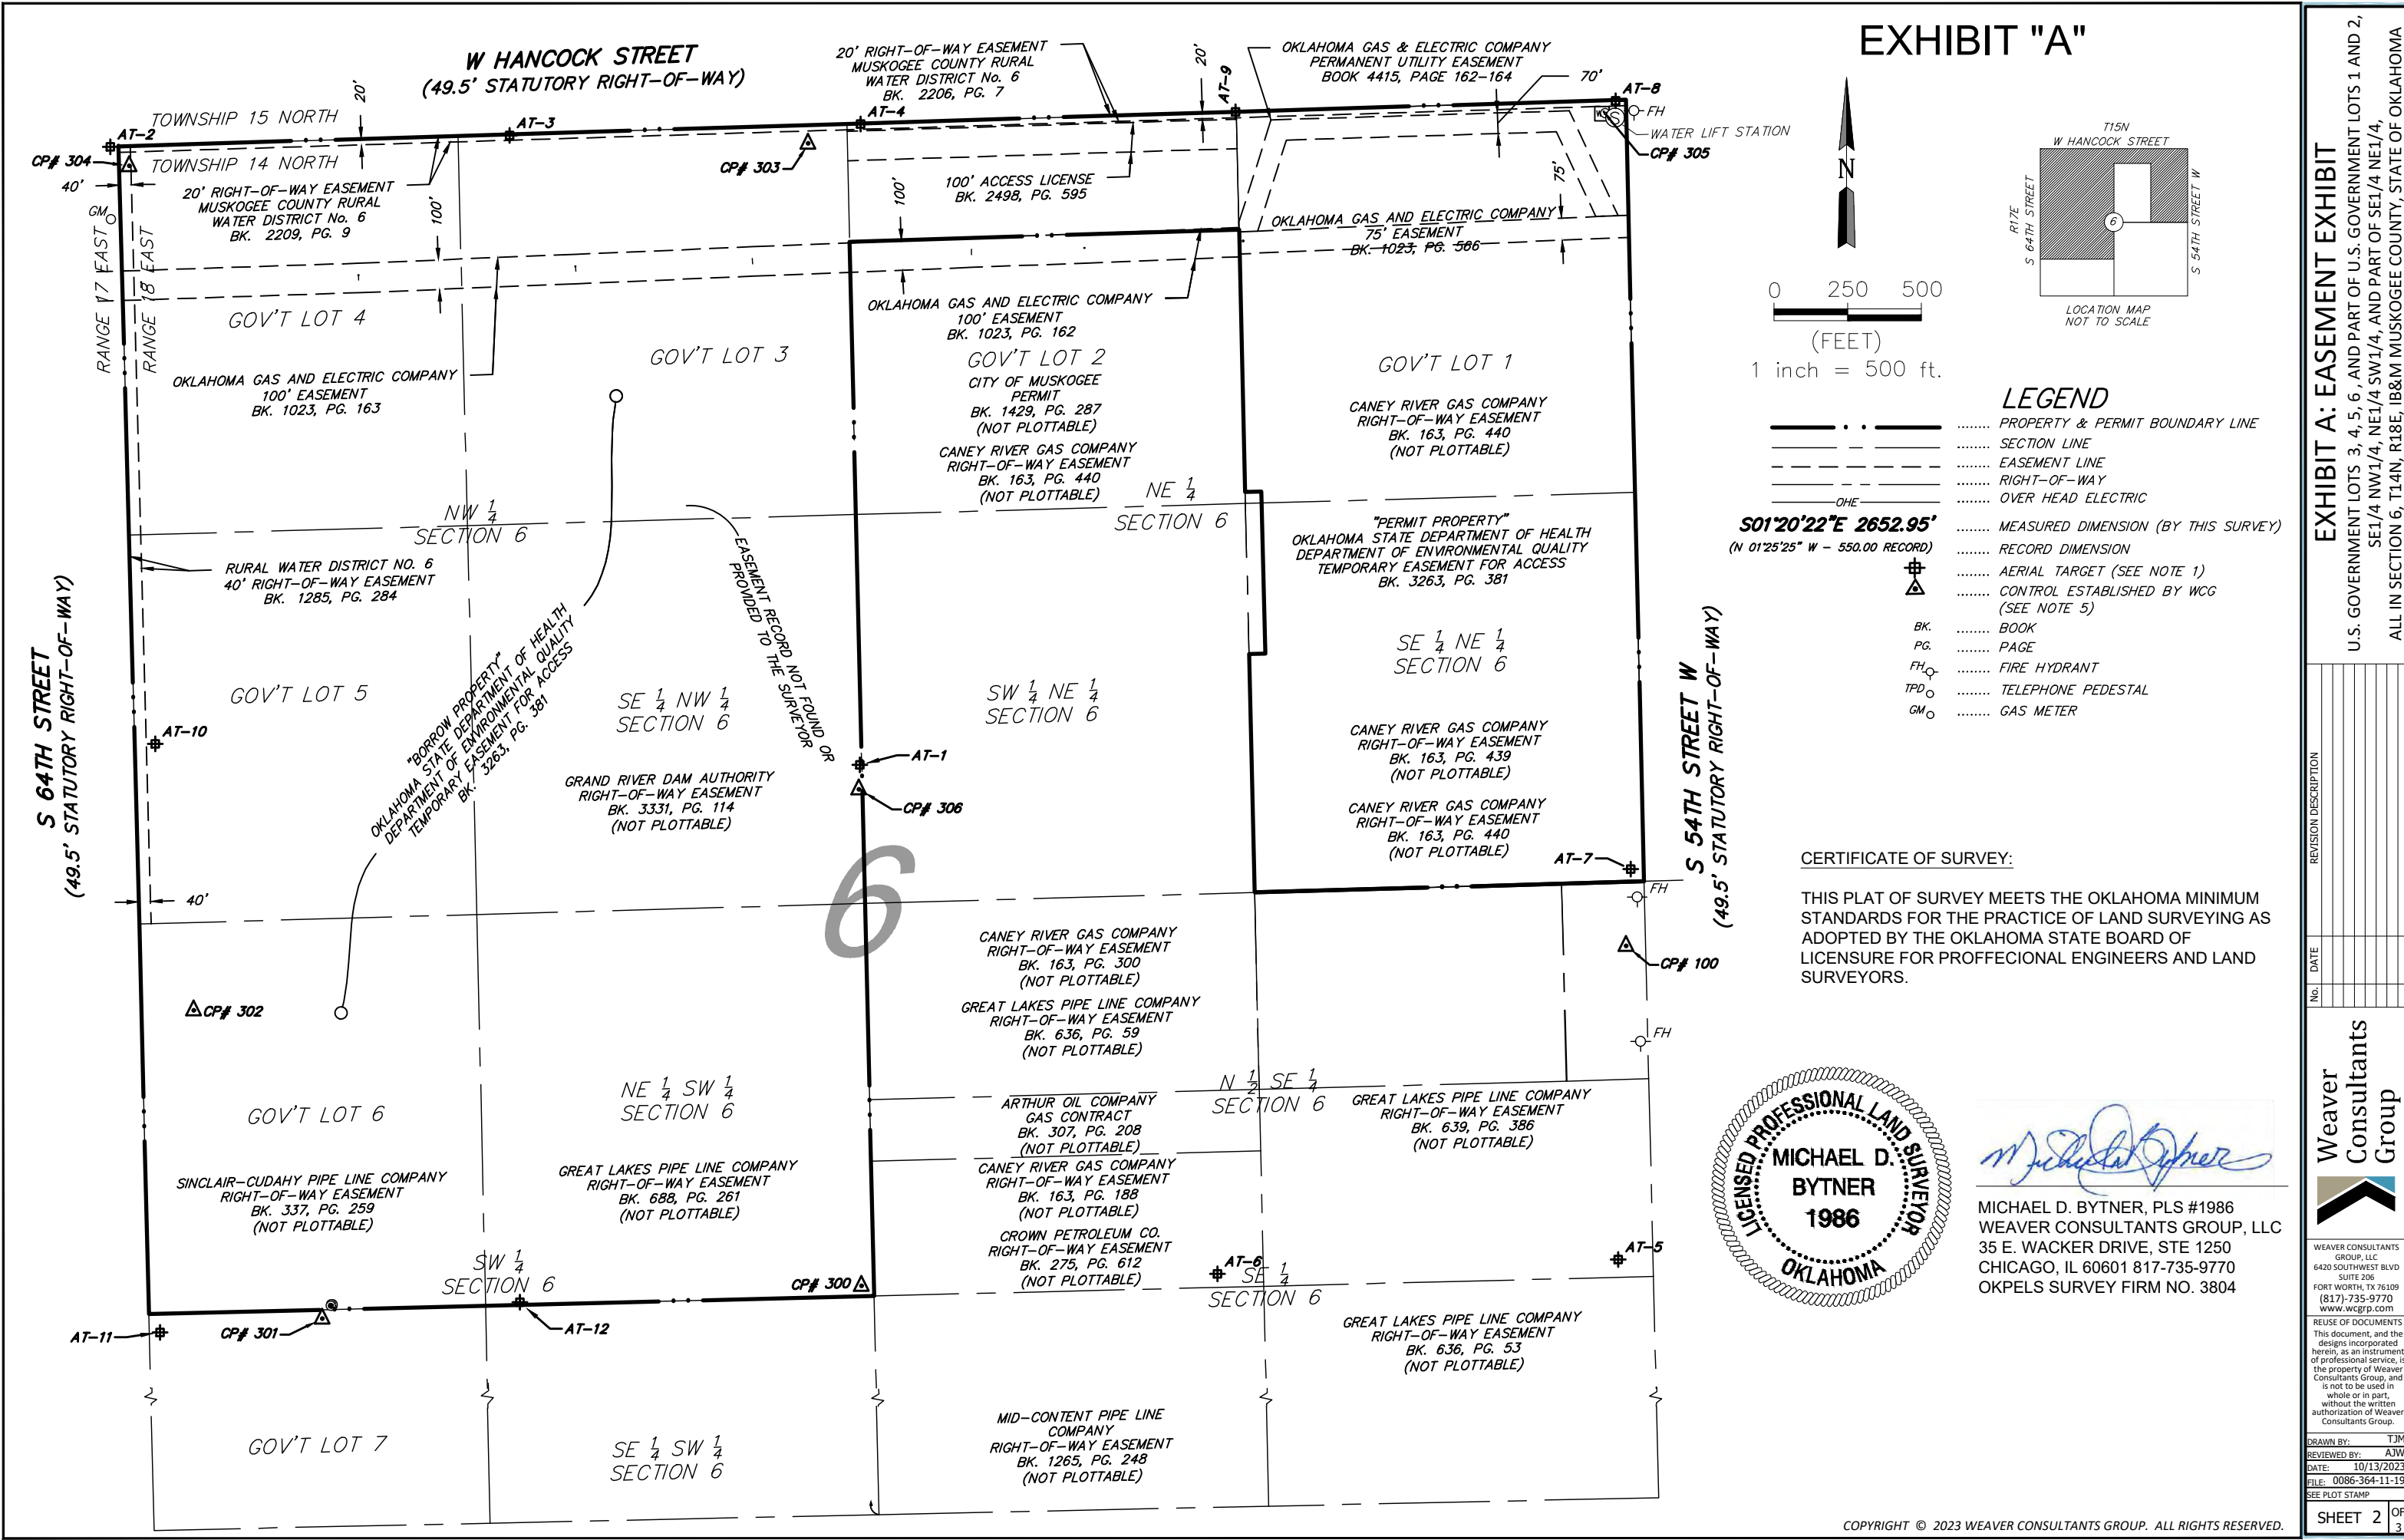 EXHIBIT "A"
W HANCOCK STREET
(49.5' STATUTORY RIGHT-OF-WAY)
20' RIGHT-OF-WAY EASEMENT
MUSKOGEE COUNTY RURAL
WATER DISTRICT No. 6
BK. 2206, PG. 7
20'
AT-9
OKLAHOMA GAS & ELECTRIC COMPANY
PERMANENT UTILITY EASEMENT
BOOK 4415, PAGE 162-164
70'
AT-8
FH
WS
S
WATER LIFT STATION
CP# 305
TOWNSHIP 15 NORTH
20'
AT-2
AT-3
AT-4
CP# 304
TOWNSHIP 14 NORTH
CP# 303
40'
GM
20' RIGHT-OF-WAY EASEMENT
MUSKOGEE COUNTY RURAL
WATER DISTRICT No. 6
BK. 2209, PG. 9
100'
100'
100' ACCESS LICENSE
BK. 2498, PG. 595
75'
OKLAHOMA GAS AND ELECTRIC COMPANY
75' EASEMENT
BK. 1023, PG. 566
RANGE 17 EAST
RANGE 18 EAST
GOV'T LOT 4
GOV'T LOT 3
OKLAHOMA GAS AND ELECTRIC COMPANY
100' EASEMENT
BK. 1023, PG. 162
OKLAHOMA GAS AND ELECTRIC COMPANY
100' EASEMENT
BK. 1023, PG. 163
GOV'T LOT 2
CITY OF MUSKOGEE
PERMIT
BK. 1429, PG. 287
(NOT PLOTTABLE)
CANEY RIVER GAS COMPANY
RIGHT-OF-WAY EASEMENT
BK. 163, PG. 440
(NOT PLOTTABLE)
GOV'T LOT 1
CANEY RIVER GAS COMPANY
RIGHT-OF-WAY EASEMENT
BK. 163, PG. 440
(NOT PLOTTABLE)
NW 1/4
SECTION 6
NE 1/4
SECTION 6
"PERMIT PROPERTY"
OKLAHOMA STATE DEPARTMENT OF HEALTH
DEPARTMENT OF ENVIRONMENTAL QUALITY
TEMPORARY EASEMENT FOR ACCESS
BK. 3263, PG. 381
RURAL WATER DISTRICT NO. 6
40' RIGHT-OF-WAY EASEMENT
BK. 1285, PG. 284
EASEMENT RECORD NOT FOUND OR
PROVIDED TO THE SURVEYOR
"BORROW PROPERTY"
OKLAHOMA STATE DEPARTMENT OF HEALTH
DEPARTMENT OF ENVIRONMENTAL QUALITY
TEMPORARY EASEMENT FOR ACCESS
BK. 3263, PG. 381
S 64TH STREET
(49.5' STATUTORY RIGHT-OF-WAY)
GOV'T LOT 5
SE 1/4 NW 1/4
SECTION 6
SW 1/4 NE 1/4
SECTION 6
SE 1/4 NE 1/4
SECTION 6
AT-10
AT-1
CP# 306
GRAND RIVER DAM AUTHORITY
RIGHT-OF-WAY EASEMENT
BK. 3331, PG. 114
(NOT PLOTTABLE)
CANEY RIVER GAS COMPANY
RIGHT-OF-WAY EASEMENT
BK. 163, PG. 439
(NOT PLOTTABLE)
CANEY RIVER GAS COMPANY
RIGHT-OF-WAY EASEMENT
BK. 163, PG. 440
(NOT PLOTTABLE)
AT-7
S 54TH STREET W
(49.5' STATUTORY RIGHT-OF-WAY)
40'
6
FH
CP# 100
FH
CANEY RIVER GAS COMPANY
RIGHT-OF-WAY EASEMENT
BK. 163, PG. 300
(NOT PLOTTABLE)
GREAT LAKES PIPE LINE COMPANY
RIGHT-OF-WAY EASEMENT
BK. 636, PG. 59
(NOT PLOTTABLE)
CP# 302
GOV'T LOT 6
NE 1/4 SW 1/4
SECTION 6
N 1/2 SE 1/4
SECTION 6
ARTHUR OIL COMPANY
GAS CONTRACT
BK. 307, PG. 208
(NOT PLOTTABLE)
GREAT LAKES PIPE LINE COMPANY
RIGHT-OF-WAY EASEMENT
BK. 639, PG. 386
(NOT PLOTTABLE)
SINCLAIR-CUDAHY PIPE LINE COMPANY
RIGHT-OF-WAY EASEMENT
BK. 337, PG. 259
(NOT PLOTTABLE)
GREAT LAKES PIPE LINE COMPANY
RIGHT-OF-WAY EASEMENT
BK. 688, PG. 261
(NOT PLOTTABLE)
CANEY RIVER GAS COMPANY
RIGHT-OF-WAY EASEMENT
BK. 163, PG. 188
(NOT PLOTTABLE)
CROWN PETROLEUM CO.
RIGHT-OF-WAY EASEMENT
BK. 275, PG. 612
(NOT PLOTTABLE)
AT-6
AT-5
SW 1/4
SECTION 6
CP# 300
SE 1/4
SECTION 6
AT-11
CP# 301
AT-12
GREAT LAKES PIPE LINE COMPANY
RIGHT-OF-WAY EASEMENT
BK. 636, PG. 53
(NOT PLOTTABLE)
GOV'T LOT 7
SE 1/4 SW 1/4
SECTION 6
MID-CONTENT PIPE LINE
COMPANY
RIGHT-OF-WAY EASEMENT
BK. 1265, PG. 248
(NOT PLOTTABLE)
N
0 250 500
(FEET)
1 inch = 500 ft.
T15N
W HANCOCK STREET
R17E
S 64TH STREET
6
S 54TH STREET W
LOCATION MAP
NOT TO SCALE
LEGEND
........ PROPERTY & PERMIT BOUNDARY LINE
........ SECTION LINE
........ EASEMENT LINE
........ RIGHT-OF-WAY
OHE ........ OVER HEAD ELECTRIC
S01°20'22"E 2652.95' ........ MEASURED DIMENSION (BY THIS SURVEY)
(N 01°25'25" W - 550.00 RECORD) ........ RECORD DIMENSION
........ AERIAL TARGET (SEE NOTE 1)
........ CONTROL ESTABLISHED BY WCG
(SEE NOTE 5)
BK. ........ BOOK
PG. ........ PAGE
FH ........ FIRE HYDRANT
TPD ........ TELEPHONE PEDESTAL
GM ........ GAS METER
CERTIFICATE OF SURVEY:
THIS PLAT OF SURVEY MEETS THE OKLAHOMA MINIMUM
STANDARDS FOR THE PRACTICE OF LAND SURVEYING AS
ADOPTED BY THE OKLAHOMA STATE BOARD OF
LICENSURE FOR PROFFECIONAL ENGINEERS AND LAND
SURVEYORS.
LICENSED PROFESSIONAL LAND SURVEYOR
MICHAEL D.
BYTNER
1986
OKLAHOMA
MICHAEL D. BYTNER, PLS #1986
WEAVER CONSULTANTS GROUP, LLC
35 E. WACKER DRIVE, STE 1250
CHICAGO, IL 60601 817-735-9770
OKPELS SURVEY FIRM NO. 3804
COPYRIGHT © 2023 WEAVER CONSULTANTS GROUP. ALL RIGHTS RESERVED.
EXHIBIT A: EASEMENT EXHIBIT
U.S. GOVERNMENT LOTS 3, 4, 5, 6, AND PART OF U.S. GOVERNMENT LOTS 1 AND 2,
SE1/4 NW1/4, NE1/4 SW1/4, AND PART OF SE1/4 NE1/4,
ALL IN SECTION 6, T14N, R18E, IB&M MUSKOGEE COUNTY, STATE OF OKLAHOMA
No. DATE REVISION DESCRIPTION
Weaver
Consultants
Group
WEAVER CONSULTANTS
GROUP, LLC
6420 SOUTHWEST BLVD
SUITE 206
FORT WORTH, TX 76109
(817)-735-9770
www.wcgrp.com
REUSE OF DOCUMENTS
This document, and the
designs incorporated
herein, as an instrument
of professional service, is
the property of Weaver
Consultants Group, and
is not to be used in
whole or in part,
without the written
authorization of Weaver
Consultants Group.
DRAWN BY: TJM
REVIEWED BY: AJW
DATE: 10/13/2023
FILE: 0086-364-11-19
SEE PLOT STAMP
SHEET 2 OF 3